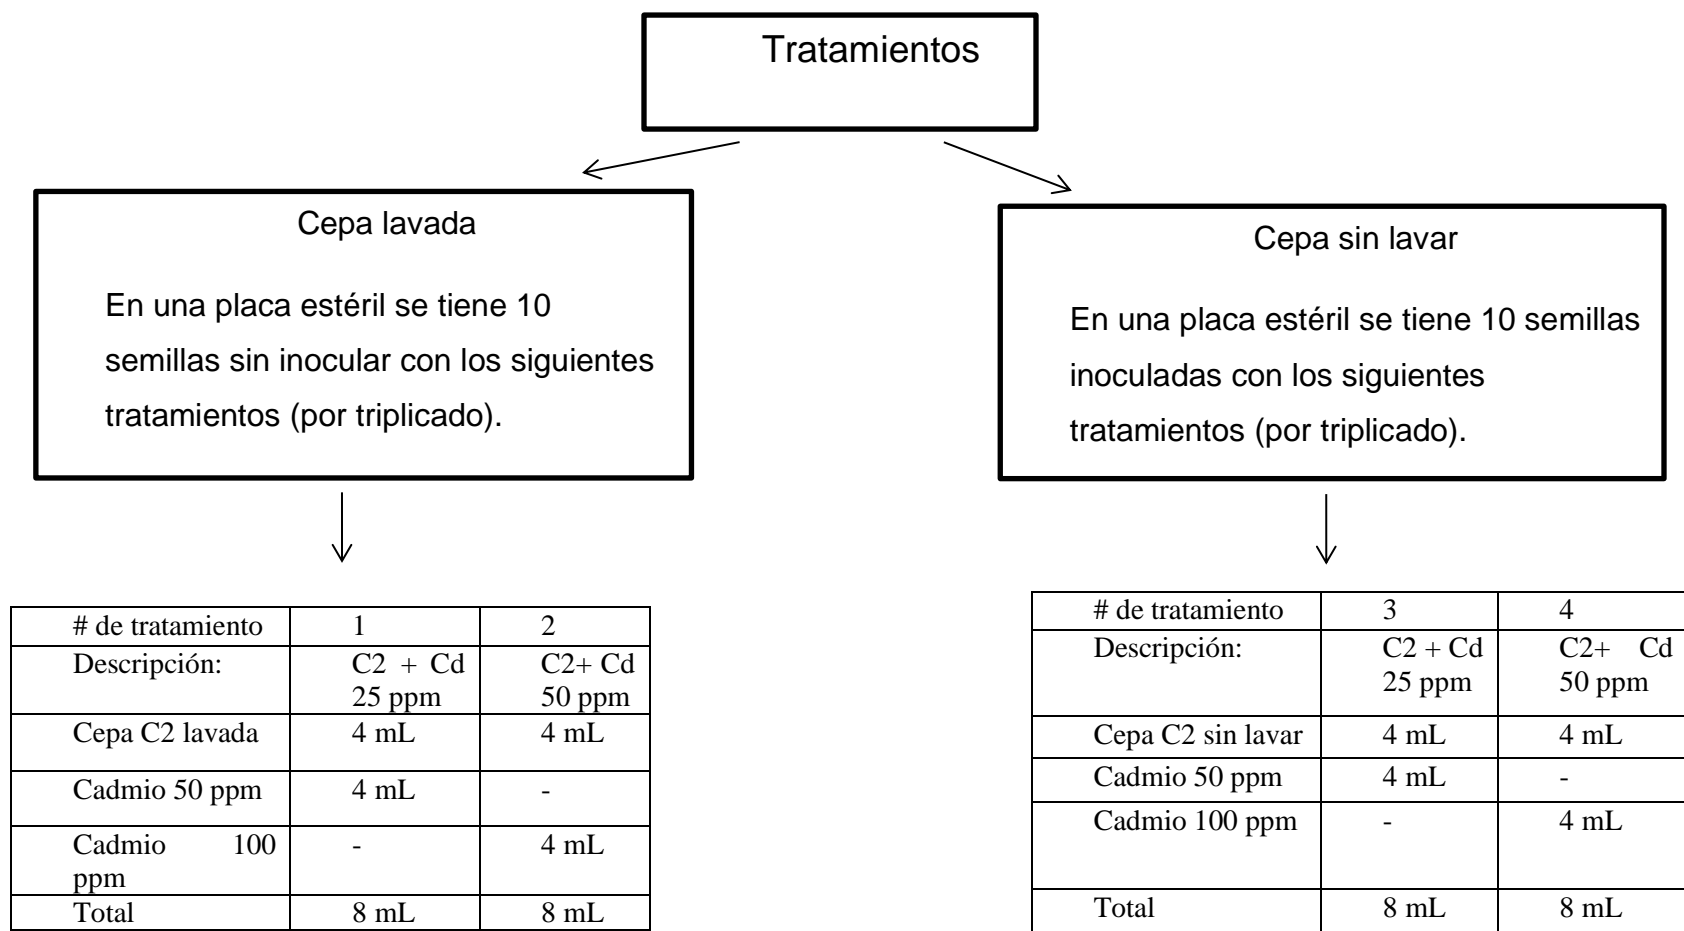 Tratamientos
Cepa lavada
En una placa estéril se tiene 10
semillas sin inocular con los siguientes
tratamientos (por triplicado).
Cepa sin lavar
En una placa estéril se tiene 10 semillas
inoculadas con los siguientes
tratamientos (por triplicado).
# de tratamiento 1 2
Descripción: C2 + Cd C2+ Cd
25 ppm 50 ppm
Cepa C2 lavada 4 mL 4 mL
Cadmio 50 ppm 4 mL -
Cadmio 100 - 4 mL
ppm
Total 8 mL 8 mL
# de tratamiento 3 4
Descripción: C2 + Cd C2+ Cd
25 ppm 50 ppm
Cepa C2 sin lavar 4 mL 4 mL
Cadmio 50 ppm 4 mL -
Cadmio 100 ppm - 4 mL
Total 8 mL 8 mL